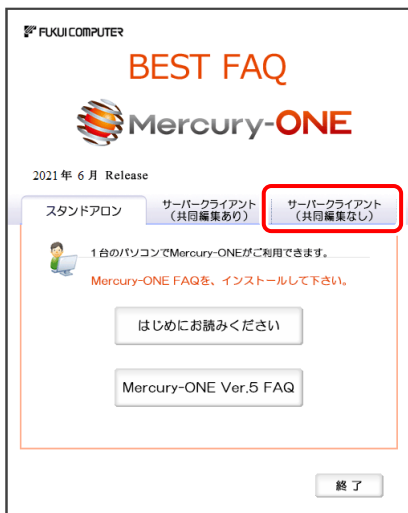 FUKUI COMPUTER
BEST FAQ
Mercury-ONE
2021年 6月 Release
スタンドアロン
サーバークライアント
（共同編集あり）
サーバークライアント
（共同編集なし）
1台のパソコンでMercury-ONEがご利用できます。
Mercury-ONE FAQを、インストールして下さい。
はじめにお読みください
Mercury-ONE Ver.5 FAQ
終了